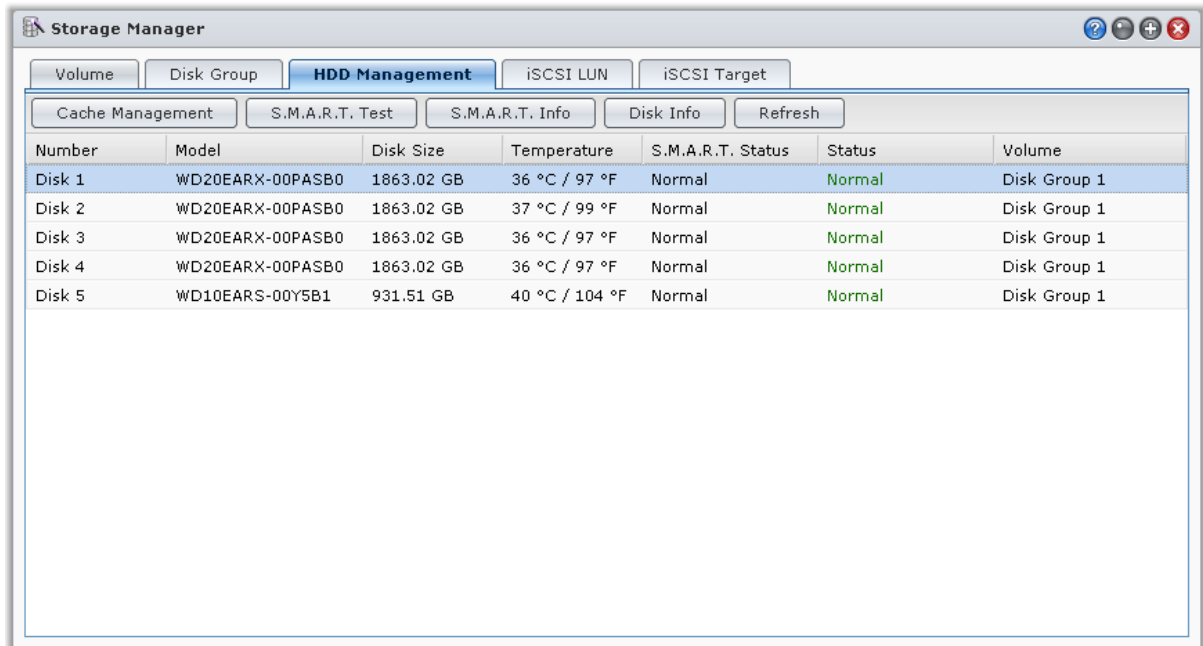 Storage Manager
Volume Disk Group HDD Management iSCSI LUN iSCSI Target
Cache Management S.M.A.R.T. Test S.M.A.R.T. Info Disk Info Refresh
Number Model Disk Size Temperature S.M.A.R.T. Status Status Volume
Disk 1 WD20EARX-00PASB0 1863.02 GB 36 °C / 97 °F Normal Normal Disk Group 1
Disk 2 WD20EARX-00PASB0 1863.02 GB 37 °C / 99 °F Normal Normal Disk Group 1
Disk 3 WD20EARX-00PASB0 1863.02 GB 36 °C / 97 °F Normal Normal Disk Group 1
Disk 4 WD20EARX-00PASB0 1863.02 GB 36 °C / 97 °F Normal Normal Disk Group 1
Disk 5 WD10EARS-00Y5B1 931.51 GB 40 °C / 104 °F Normal Normal Disk Group 1